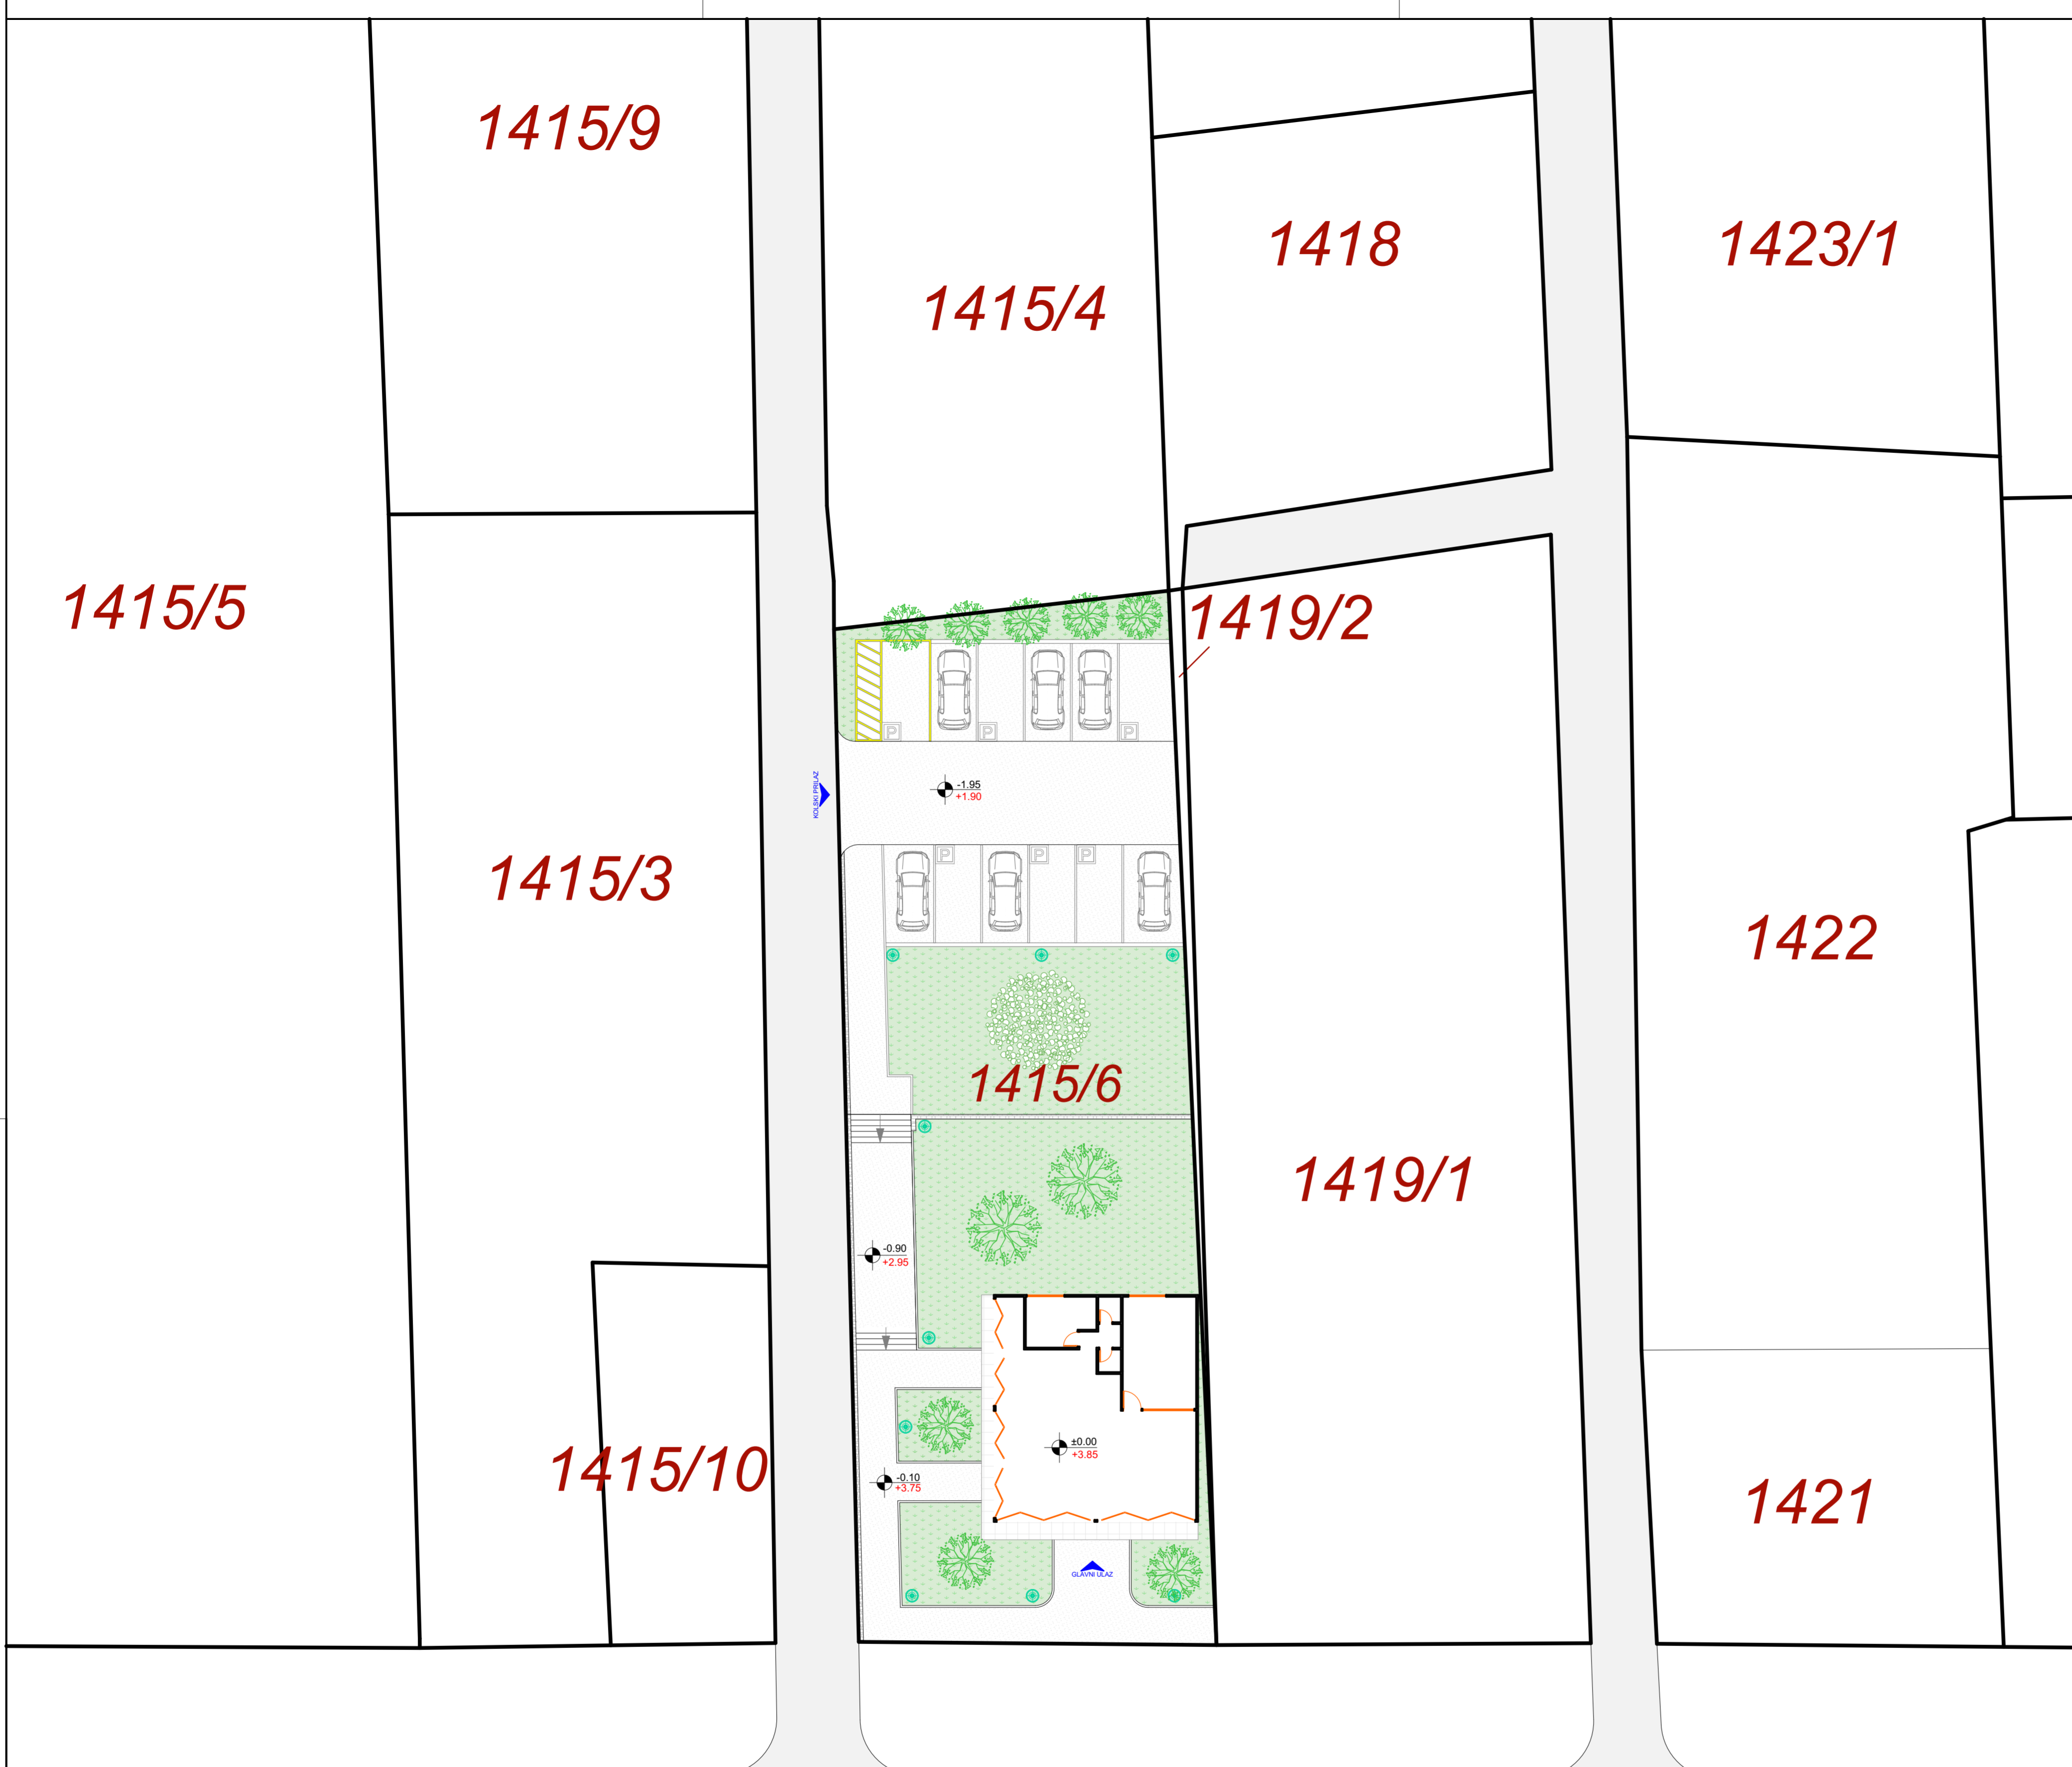 1415/9
1418
1423/1
1415/4
1415/5
1419/2
P
P
P
KOLSKI PRILAZ
-1.95
+1.90
P
P
P
1415/3
1422
1415/6
1419/1
-0.90
+2.95
±0.00
+3.85
1415/10
-0.10
+3.75
1421
GLAVNI ULAZ